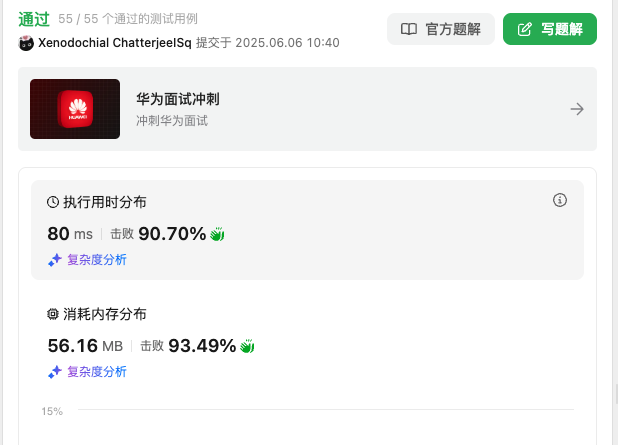 通过 55 / 55 个通过的测试用例
Xenodochial ChatterjeeISq 提交于 2025.06.06 10:40
官方题解
写题解
HUAWEI
华为面试冲刺
冲刺华为面试
执行用时分布
80 ms 击败 90.70%
复杂度分析
消耗内存分布
56.16 MB 击败 93.49%
复杂度分析
15%